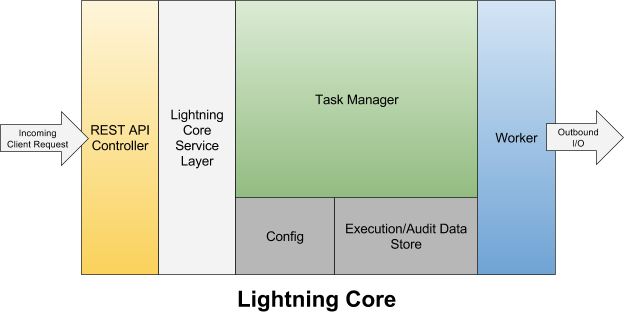 Incoming
Client Request
REST API
Controller
Lightning
Core
Service
Layer
Task Manager
Config
Execution/Audit Data
Store
Worker
Outbound
I/O
Lightning Core